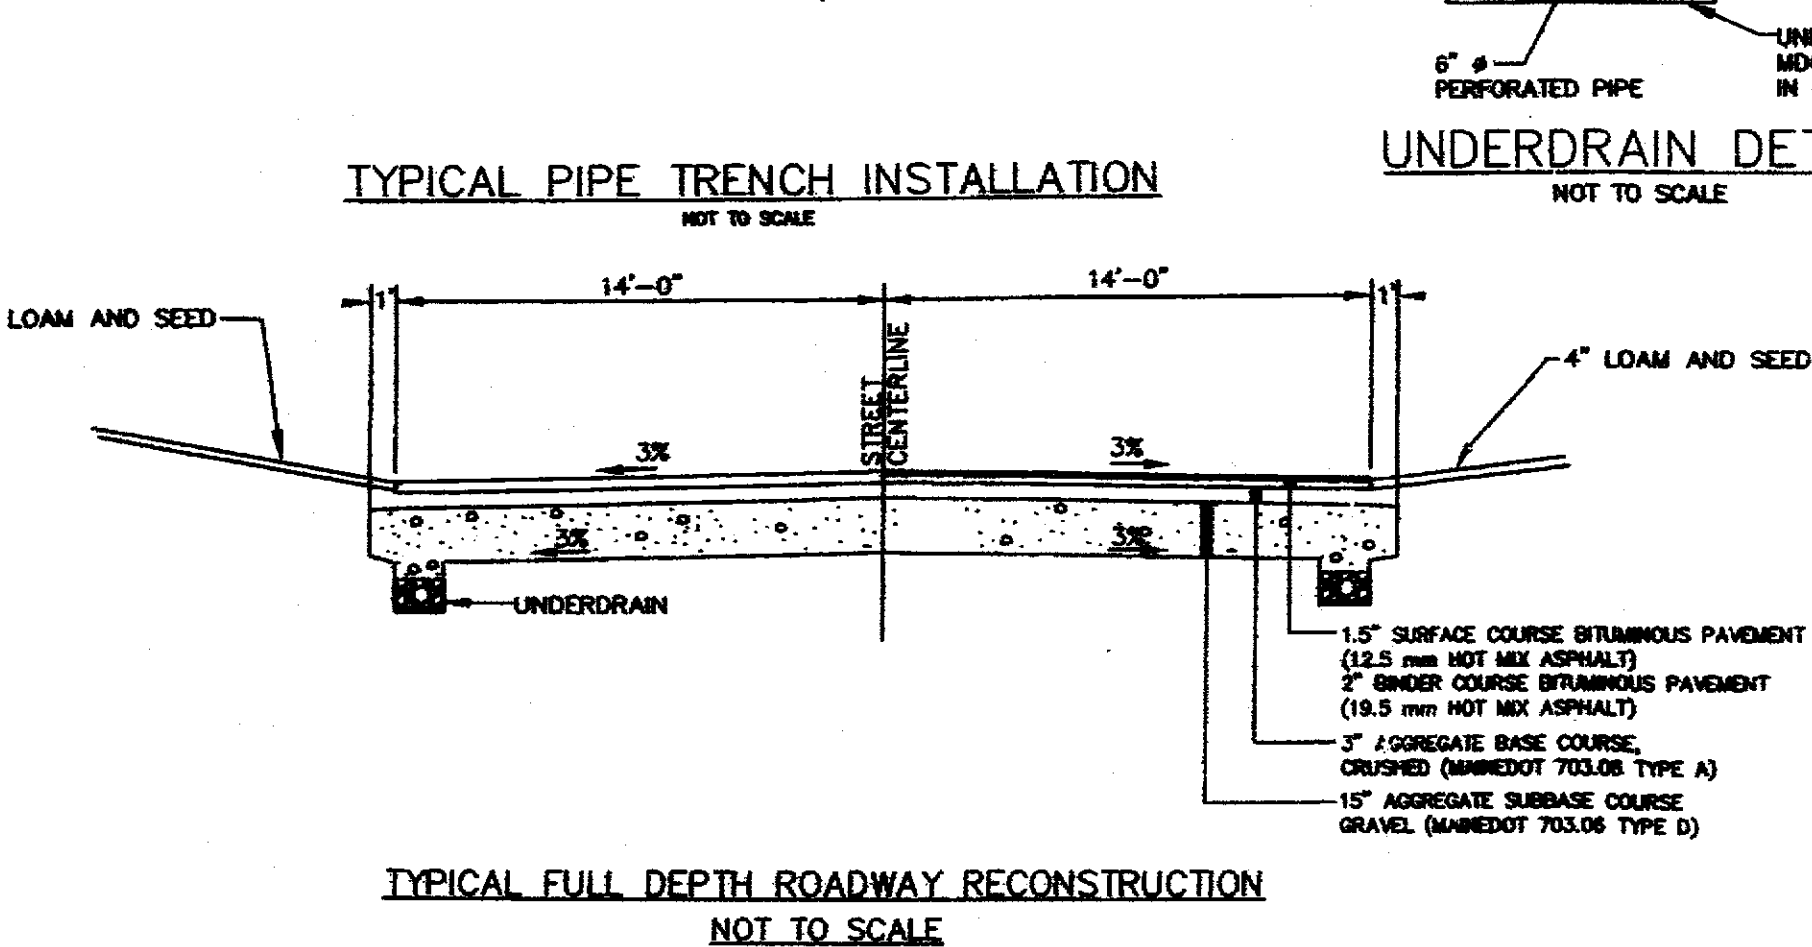 6" ø
PERFORATED PIPE
IN
UNDERDRAIN
NOT TO SCALE
TYPICAL PIPE TRENCH INSTALLATION
NOT TO SCALE
1'
14'-0"
14'-0"
1'
LOAM AND SEED
4" LOAM AND SEED
STREET
CENTERLINE
3%
3%
3%
3%
UNDERDRAIN
1.5" SURFACE COURSE BITUMINOUS PAVEMENT
(12.5 mm HOT MIX ASPHALT)
2" BINDER COURSE BITUMINOUS PAVEMENT
(19.5 mm HOT MIX ASPHALT)
3" AGGREGATE BASE COURSE,
CRUSHED (MAINEDOT 703.06 TYPE A)
15" AGGREGATE SUBBASE COURSE
GRAVEL (MAINEDOT 703.06 TYPE D)
TYPICAL FULL DEPTH ROADWAY RECONSTRUCTION
NOT TO SCALE